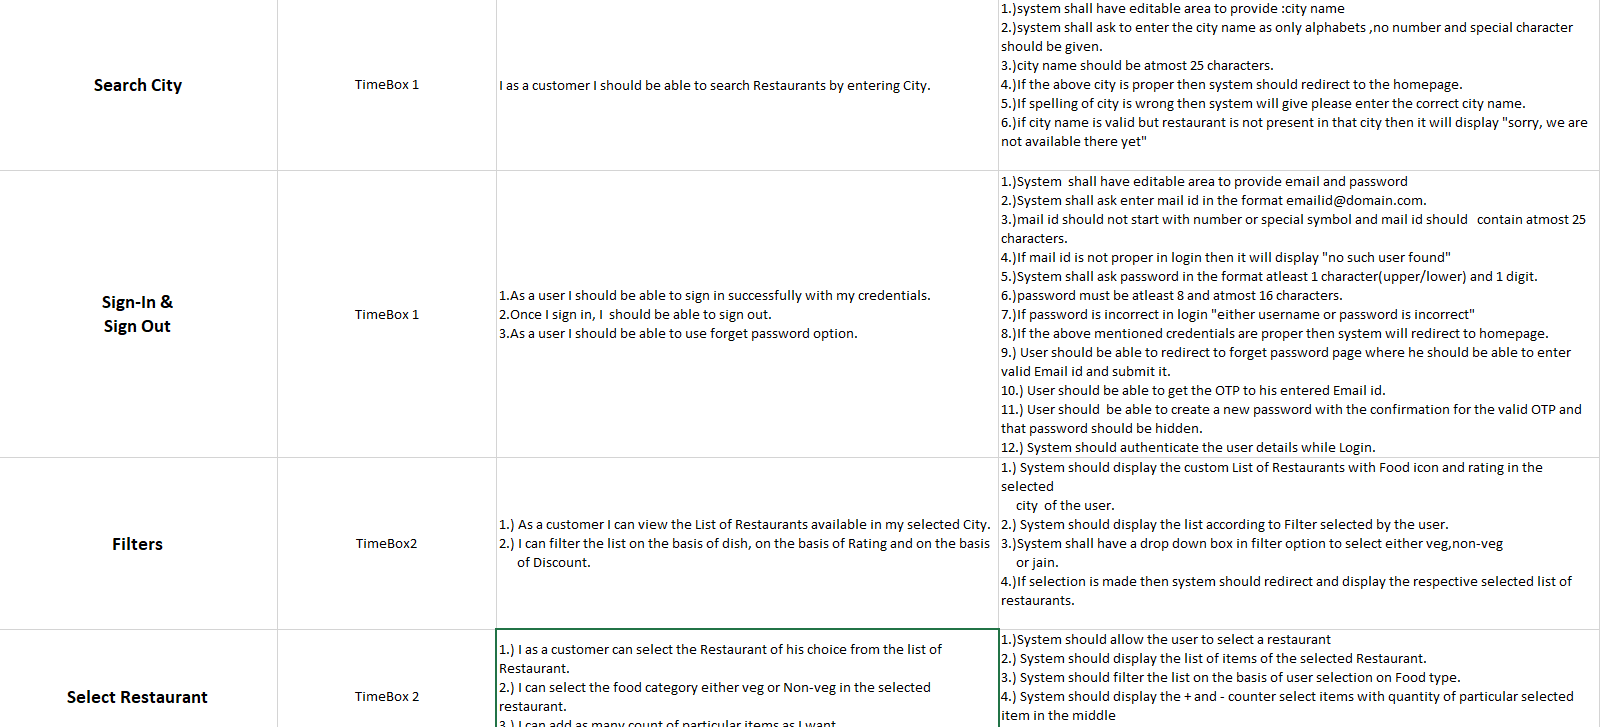 Search City
TimeBox 1
I as a customer I should be able to search Restaurants by entering City.
1.)system shall have editable area to provide :city name
2.)system shall ask to enter the city name as only alphabets ,no number and special character
should be given.
3.)city name should be atmost 25 characters.
4.)If the above city is proper then system should redirect to the homepage.
5.)If spelling of city is wrong then system will give please enter the correct city name.
6.)if city name is valid but restaurant is not present in that city then it will display "sorry, we are
not available there yet"
Sign-In &
Sign Out
TimeBox 1
1.As a user I should be able to sign in successfully with my credentials.
2.Once I sign in, I  should be able to sign out.
3.As a user I should be able to use forget password option.
1.)System  shall have editable area to provide email and password
2.)System shall ask enter mail id in the format emailid@domain.com.
3.)mail id should not start with number or special symbol and mail id should   contain atmost 25
characters.
4.)If mail id is not proper in login then it will display "no such user found"
5.)System shall ask password in the format atleast 1 character(upper/lower) and 1 digit.
6.)password must be atleast 8 and atmost 16 characters.
7.)If password is incorrect in login "either username or password is incorrect"
8.)If the above mentioned credentials are proper then system will redirect to homepage.
9.) User should be able to redirect to forget password page where he should be able to enter
valid Email id and submit it.
10.) User should be able to get the OTP to his entered Email id.
11.) User should  be able to create a new password with the confirmation for the valid OTP and
that password should be hidden.
12.) System should authenticate the user details while Login.
Filters
TimeBox2
1.) As a customer I can view the List of Restaurants available in my selected City.
2.) I can filter the list on the basis of dish, on the basis of Rating and on the basis
of Discount.
1.) System should display the custom List of Restaurants with Food icon and rating in the
selected
city  of the user.
2.) System should display the list according to Filter selected by the user.
3.)System shall have a drop down box in filter option to select either veg,non-veg
or jain.
4.)If selection is made then system should redirect and display the respective selected list of
restaurants.
Select Restaurant
TimeBox 2
1.) I as a customer can select the Restaurant of his choice from the list of
Restaurant.
2.) I can select the food category either veg or Non-veg in the selected
restaurant.
3.) I can add as many count of particular items as I want
1.)System should allow the user to select a restaurant
2.) System should display the list of items of the selected Restaurant.
3.) System should filter the list on the basis of user selection on Food type.
4.) System should display the + and - counter select items with quantity of particular selected
item in the middle